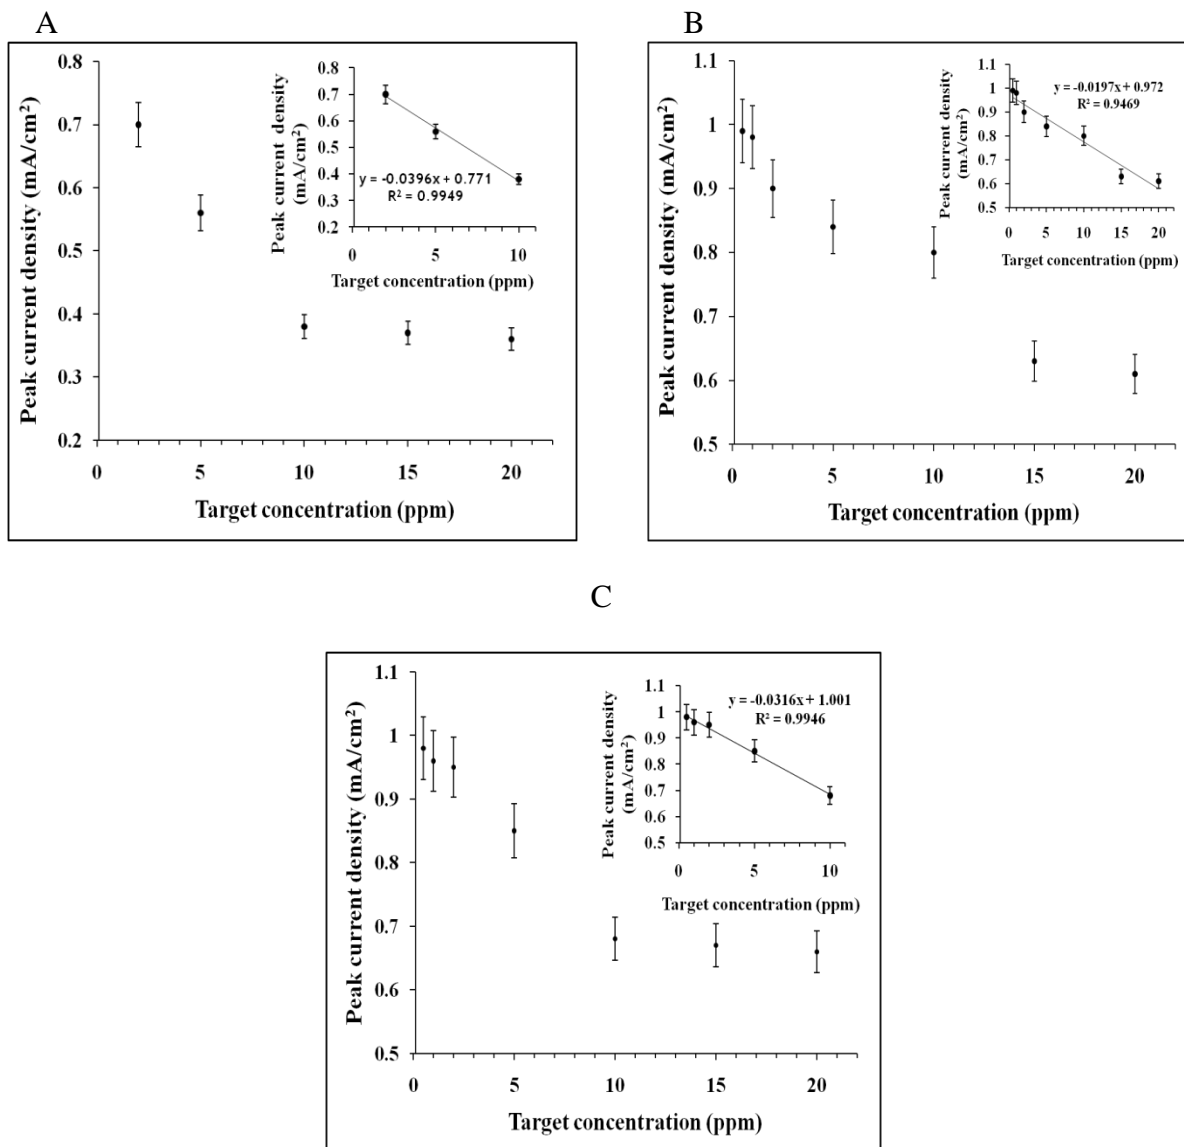 A
Peak current density (mA/cm²)
0.8
0.7
0.6
0.5
0.4
0.3
0.2
0
5
10
15
20
Target concentration (ppm)
Peak current density
(mA/cm²)
0.8
0.7
0.6
0.5
0.4
0.3
0.2
y = -0.0396x + 0.771
R² = 0.9949
0
5
10
Target concentration (ppm)
B
Peak current density (mA/cm²)
1.1
1
0.9
0.8
0.7
0.6
0.5
0
5
10
15
20
Target concentration (ppm)
Peak current density
(mA/cm²)
1.1
1
0.9
0.8
0.7
0.6
0.5
y = -0.0197x + 0.972
R² = 0.9469
0
5
10
15
20
Target concentration (ppm)
C
Peak current density (mA/cm²)
1.1
1
0.9
0.8
0.7
0.6
0.5
0
5
10
15
20
Target concentration (ppm)
Peak current density
(mA/cm²)
1.1
1
0.9
0.8
0.7
0.6
0.5
y = -0.0316x + 1.001
R² = 0.9946
0
5
10
Target concentration (ppm)